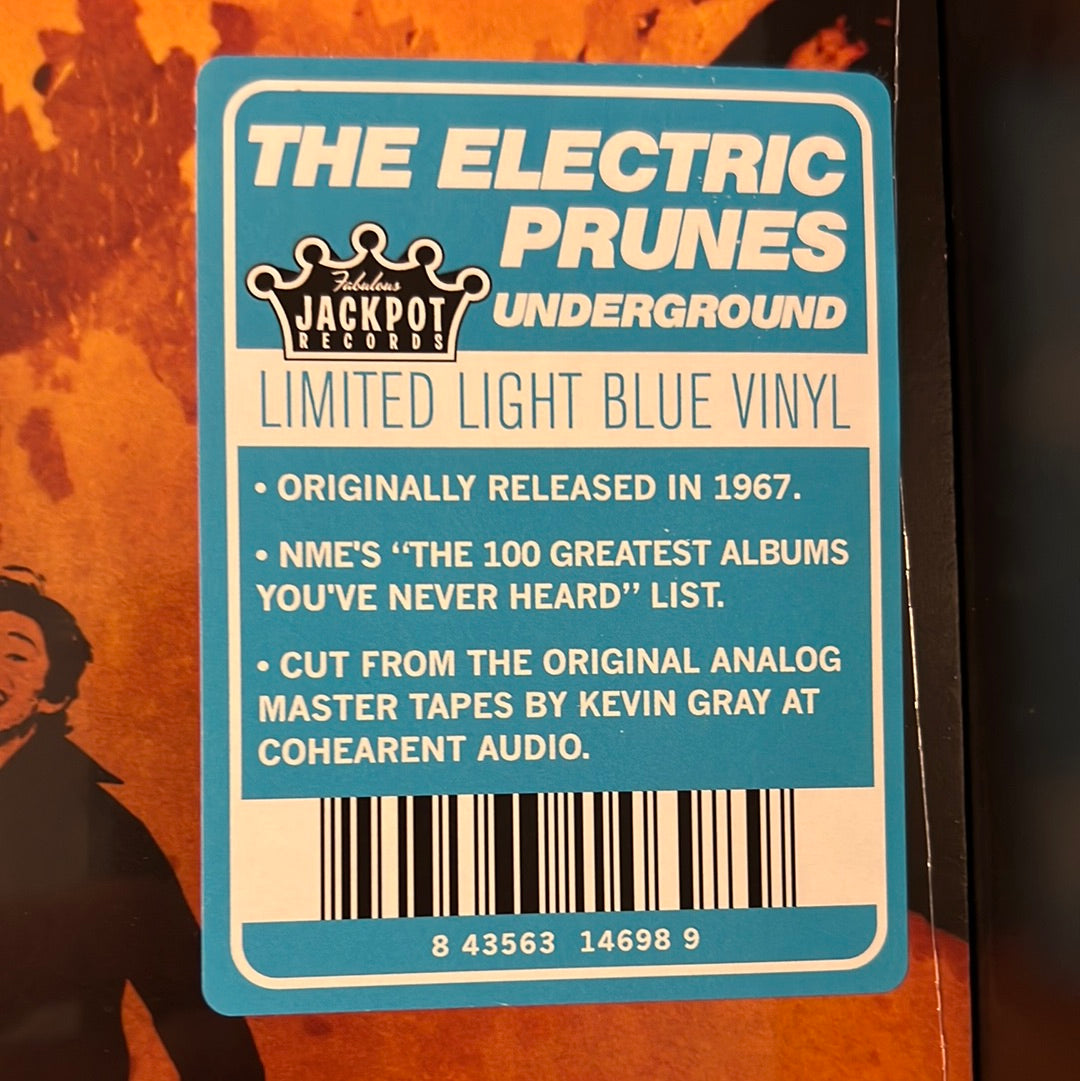 THE ELECTRIC
PRUNES
Fabulous
JACKPOT
RECORDS
UNDERGROUND
LIMITED LIGHT BLUE VINYL
• ORIGINALLY RELEASED IN 1967.
• NME'S “THE 100 GREATEST ALBUMS
YOU'VE NEVER HEARD” LIST.
• CUT FROM THE ORIGINAL ANALOG
MASTER TAPES BY KEVIN GRAY AT
COHEARENT AUDIO.
8 43563 14698 9